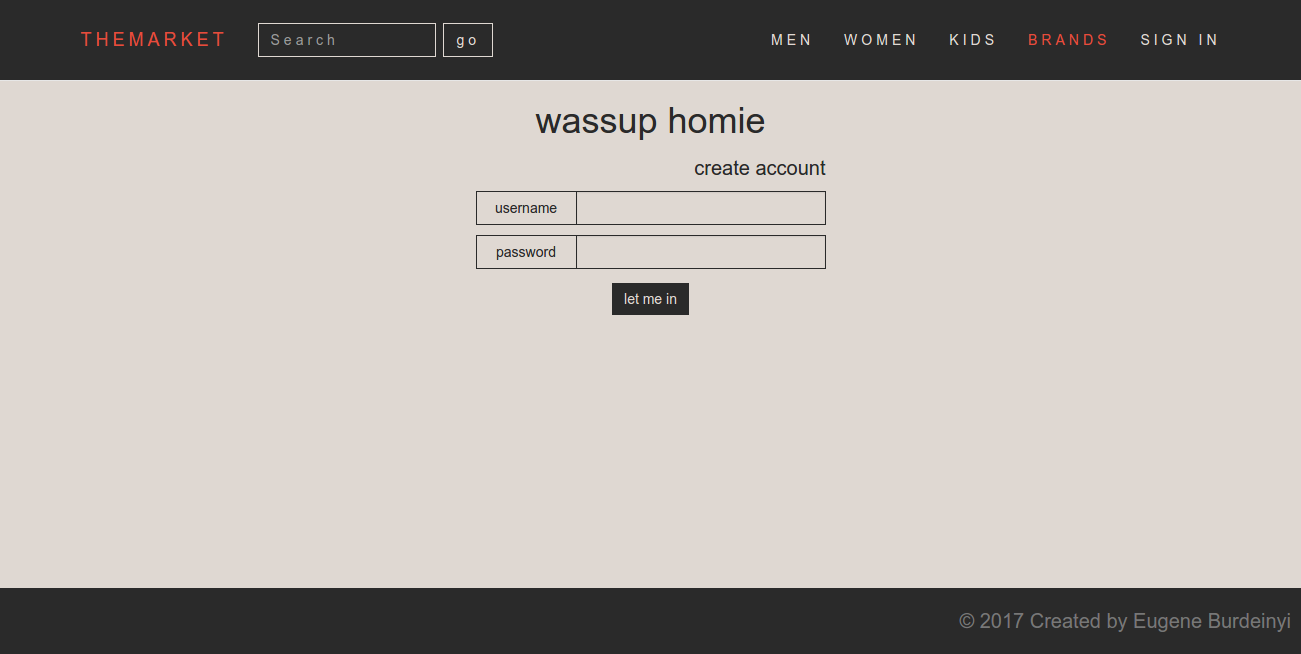 THEMARKET Search go MEN WOMEN KIDS BRANDS SIGN IN
wassup homie
create account
username
password
let me in
© 2017 Created by Eugene Burdeinyi